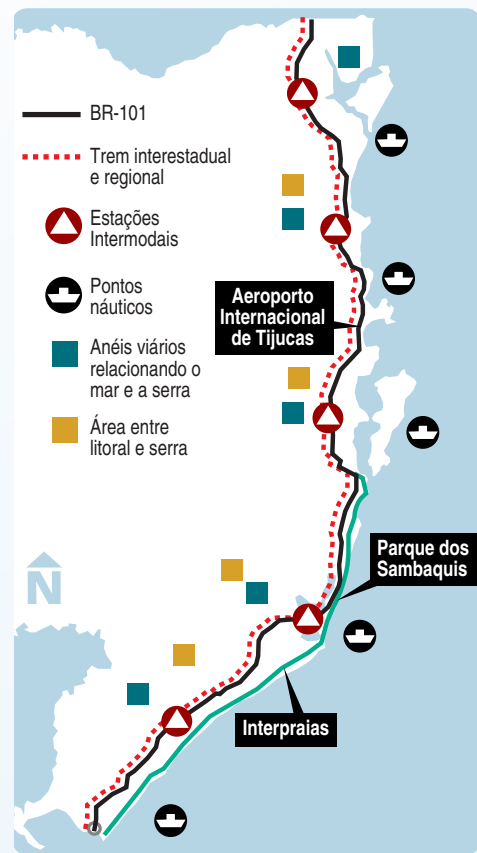 BR-101
Trem interestadual
e regional
Estações
Intermodais
Pontos
náuticos
Anéis viários
relacionando o
mar e a serra
Área entre
litoral e serra
N
Aeroporto
Internacional
de Tijucas
Parque dos
Sambaquis
Interpraias